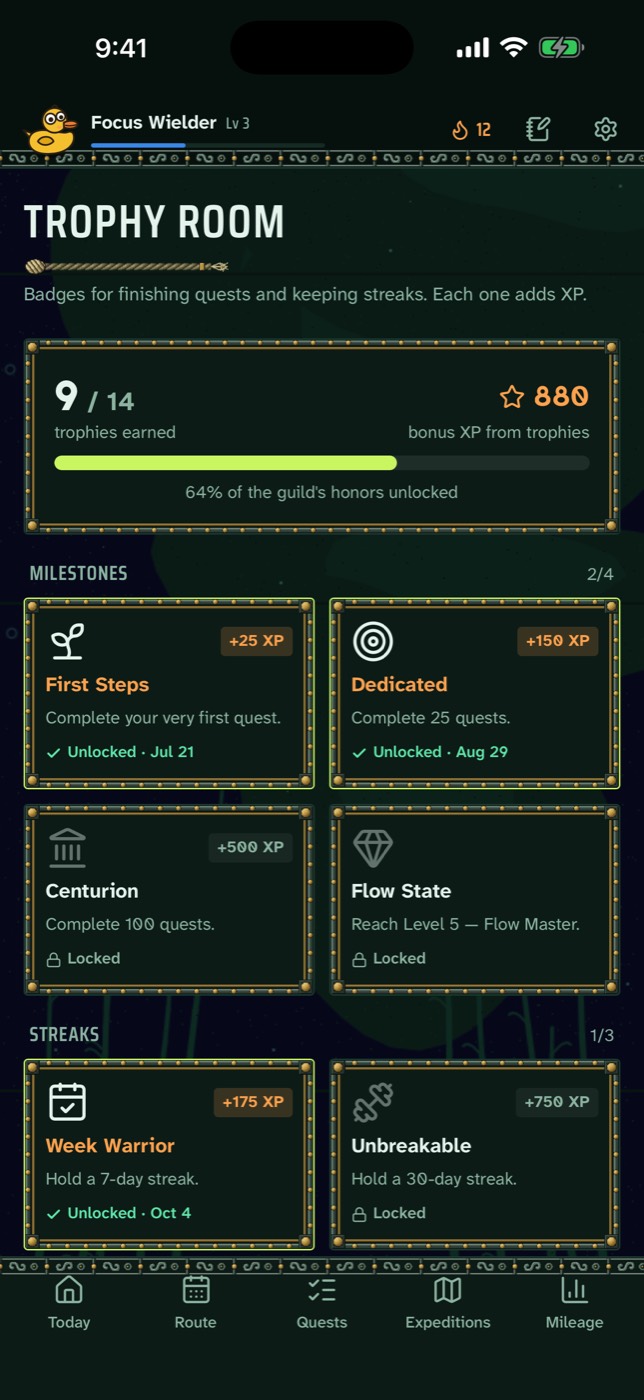 9:41
Focus Wielder Lv 3
12
TROPHY ROOM
Badges for finishing quests and keeping streaks. Each one adds XP.
9 / 14
880
trophies earned
bonus XP from trophies
64% of the guild's honors unlocked
MILESTONES
2/4
+25 XP
First Steps
Complete your very first quest.
Unlocked · Jul 21
+150 XP
Dedicated
Complete 25 quests.
Unlocked · Aug 29
+500 XP
Centurion
Complete 100 quests.
Locked
Flow State
Reach Level 5 — Flow Master.
Locked
STREAKS
1/3
+175 XP
Week Warrior
Hold a 7-day streak.
Unlocked · Oct 4
+750 XP
Unbreakable
Hold a 30-day streak.
Locked
Today
Route
Quests
Expeditions
Mileage